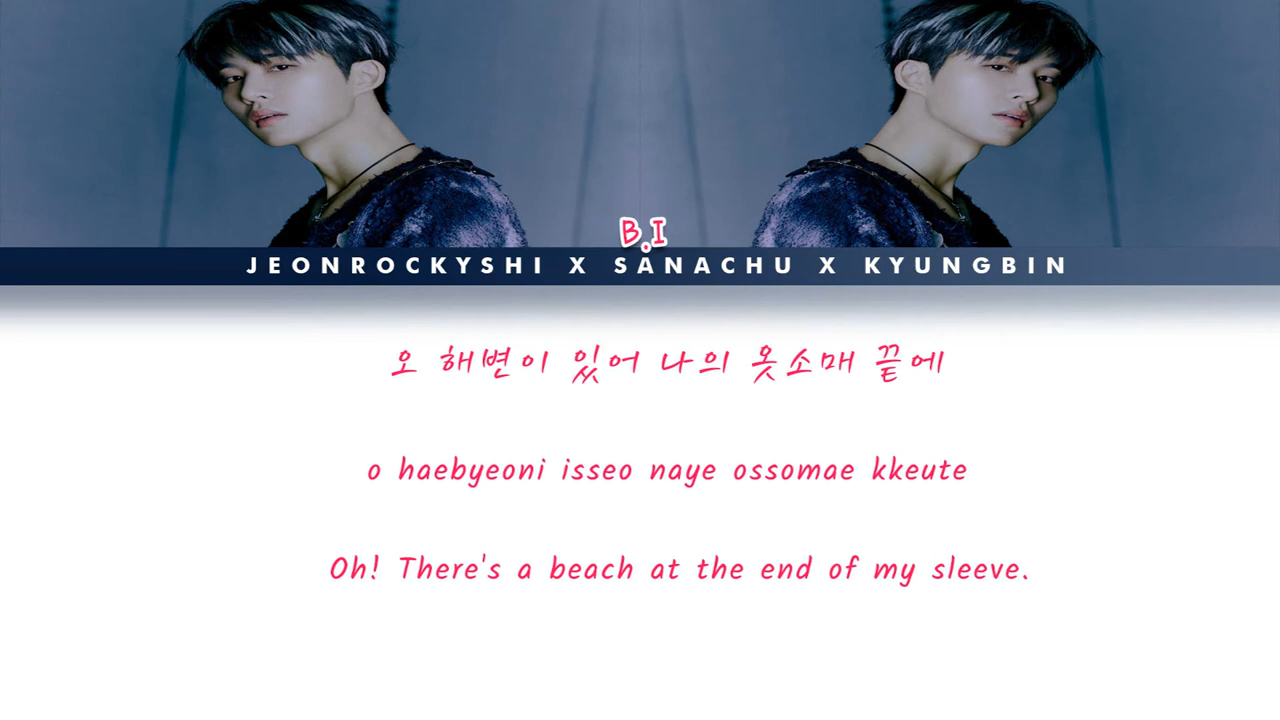 B.I
JEONROCKYSHI X SANACHU X KYUNGBIN
오 해변이 있어 나의 옷소매 끝에
o haebyeoni isseo naye ossomae kkeute
Oh! There's a beach at the end of my sleeve.